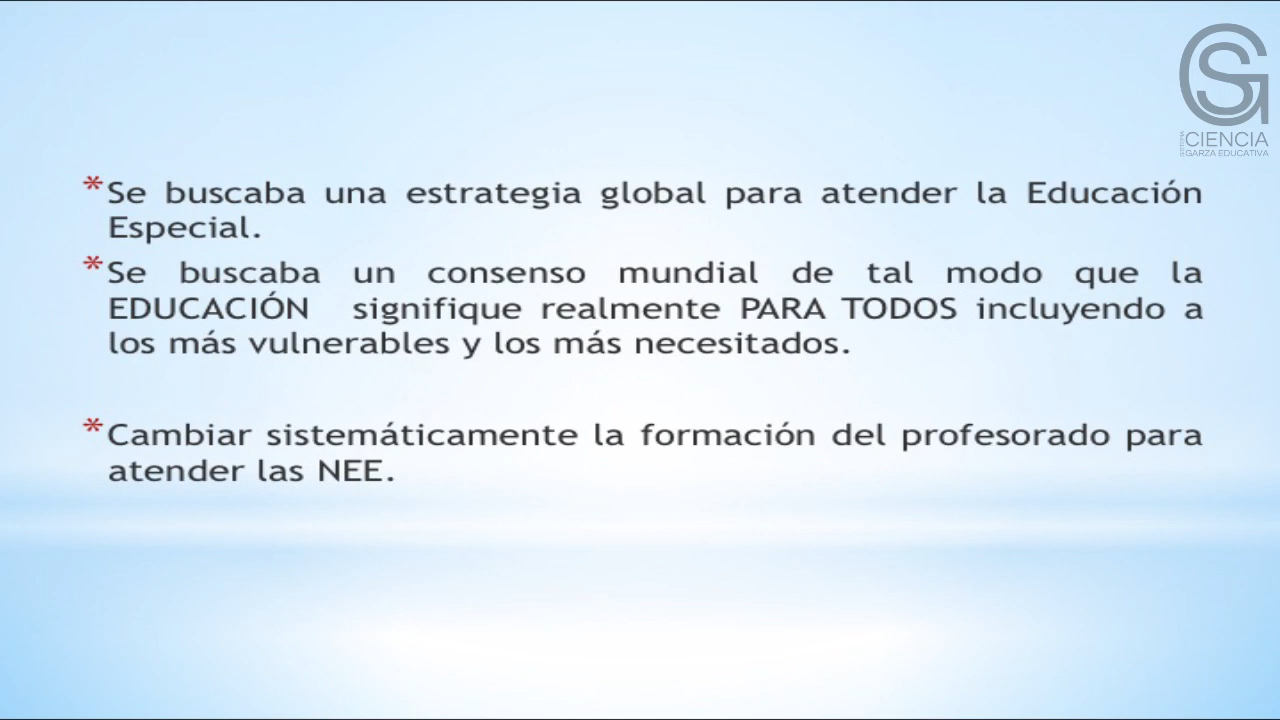 CIENCIA
GARZA EDUCATIVA
*Se buscaba una estrategia global para atender la Educación
Especial.
*Se buscaba un consenso mundial de tal modo que la
EDUCACIÓN significado realmente PARA TODOS incluyendo a
los más vulnerables y los más necesitados.
*Cambiar sistemáticamente la formación del profesorado para
atender las NEE.